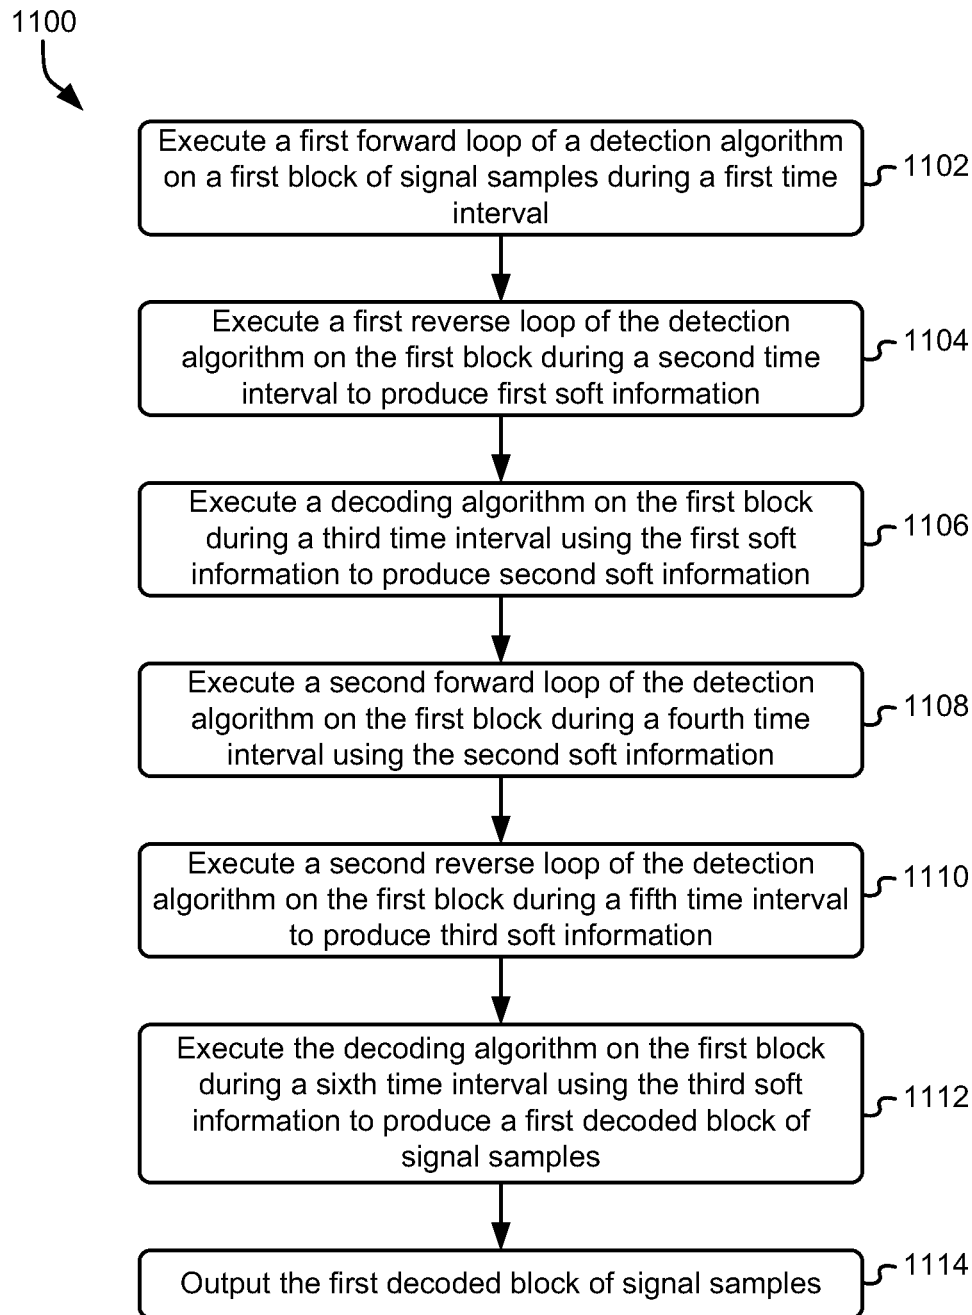 1100
Execute a first forward loop of a detection algorithm
on a first block of signal samples during a first time
interval
1102
Execute a first reverse loop of the detection
algorithm on the first block during a second time
interval to produce first soft information
1104
Execute a decoding algorithm on the first block
during a third time interval using the first soft
information to produce second soft information
1106
Execute a second forward loop of the detection
algorithm on the first block during a fourth time
interval using the second soft information
1108
Execute a second reverse loop of the detection
algorithm on the first block during a fifth time interval
to produce third soft information
1110
Execute the decoding algorithm on the first block
during a sixth time interval using the third soft
information to produce a first decoded block of
signal samples
1112
Output the first decoded block of signal samples
1114